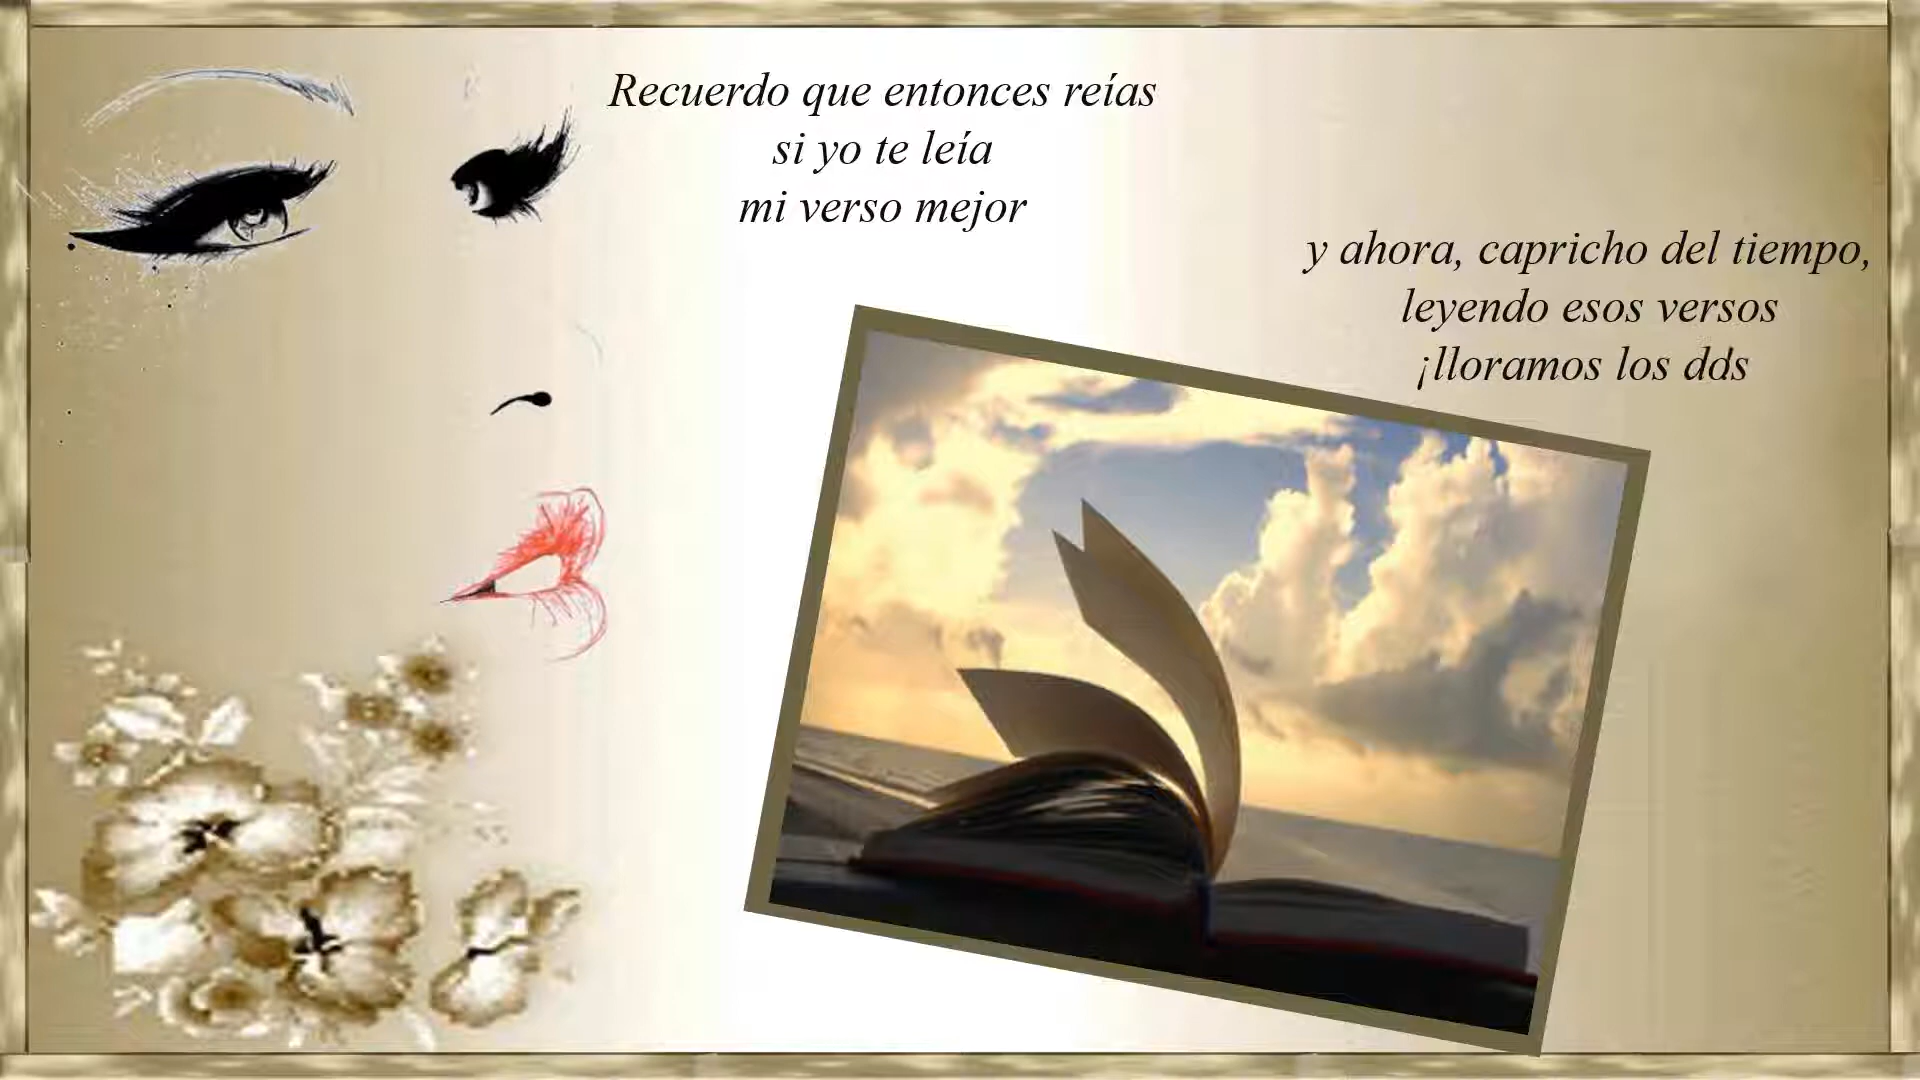 Recuerdo que entonces reías
si yo te leía
mi verso mejor
y ahora, capricho del tiempo,
leyendo esos versos
¡lloramos los dds